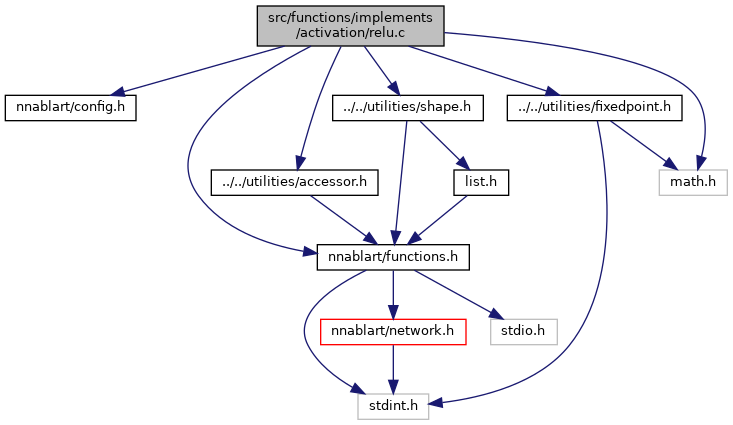 src/functions/implements
/activation/relu.c
nnablart/config.h
../../utilities/shape.h
../../utilities/fixedpoint.h
../../utilities/accessor.h
list.h
math.h
nnablart/functions.h
nnablart/network.h
stdio.h
stdint.h